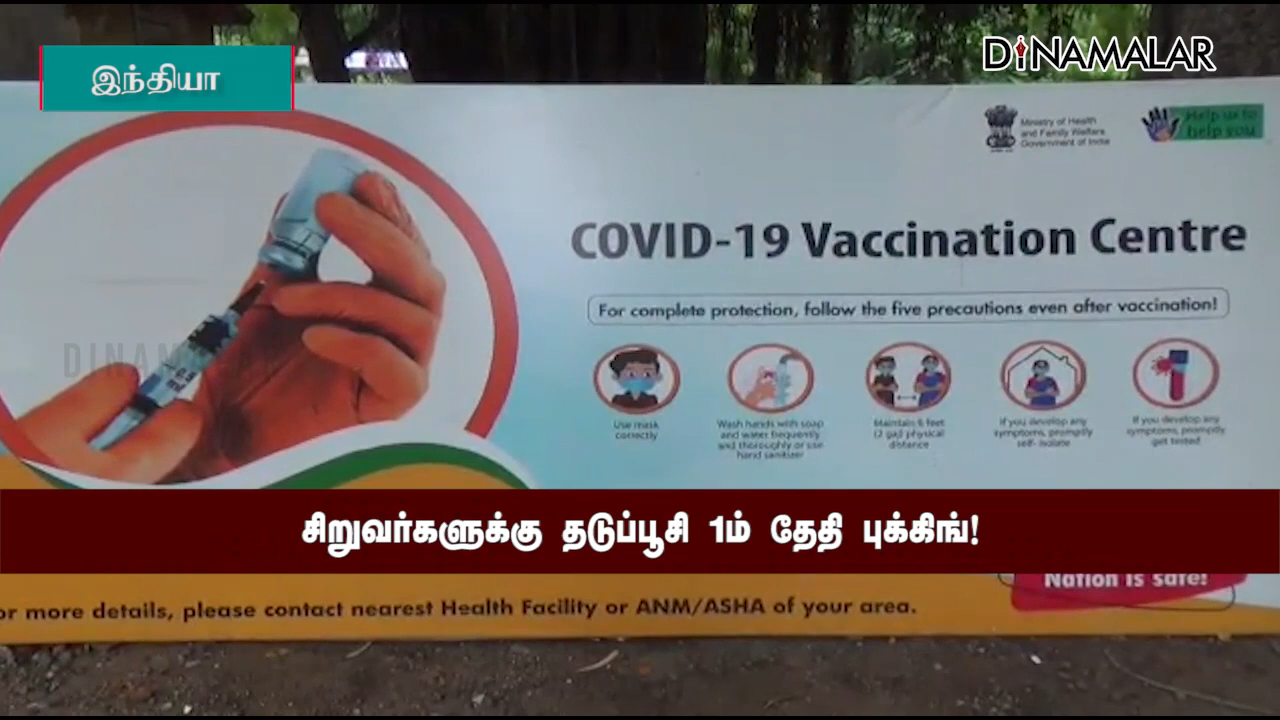 இந்தியா
DINAMALAR
Ministry of Health
and Family Welfare
Government of India
Help us to
help you
COVID-19 Vaccination Centre
For complete protection, follow the five precautions even after vaccination!
Use mask
correctly
Wash hands with soap
and water frequently
and thoroughly or use
hand sanitizer
Maintain 6 feet
(2 gaj) physical
distance
If you develop any
symptoms, promptly
self- isolate
If you develop any
symptoms, promptly
get tested
0.5
ml
DINAMALAR
சிறுவர்களுக்கு தடுப்பூசி 1ம் தேதி புக்கிங்!
Nation is safe!
or more details, please contact nearest Health Facility or ANM/ASHA of your area.